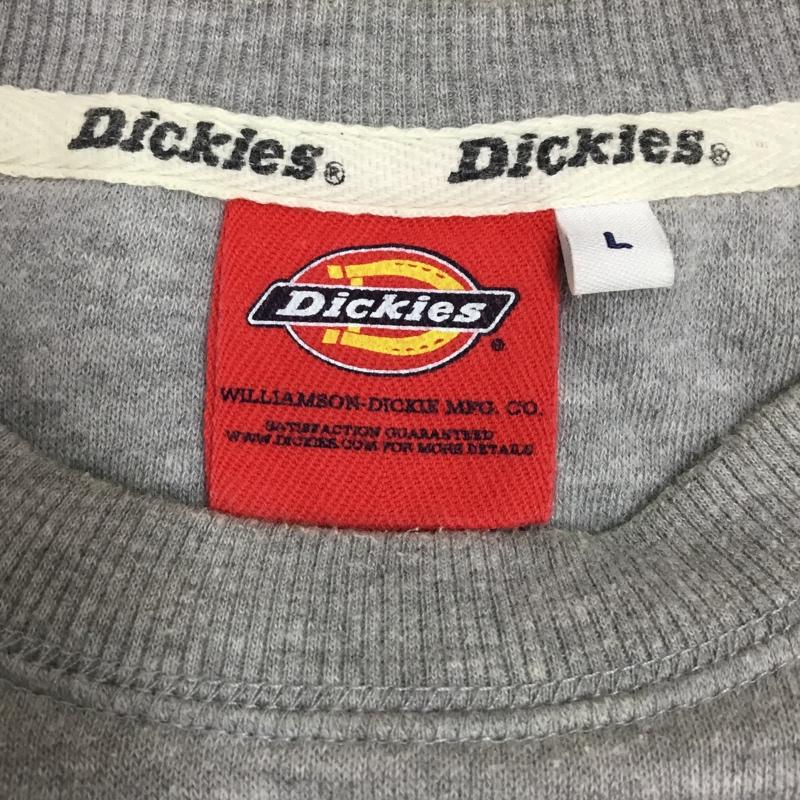 Dickies® Dickies®
L
Dickies®
WILLIAMSON-DICKIE MFG. CO.
SATISFACTION GUARANTEED
WWW.DICKIES.COM FOR MORE DETAILS